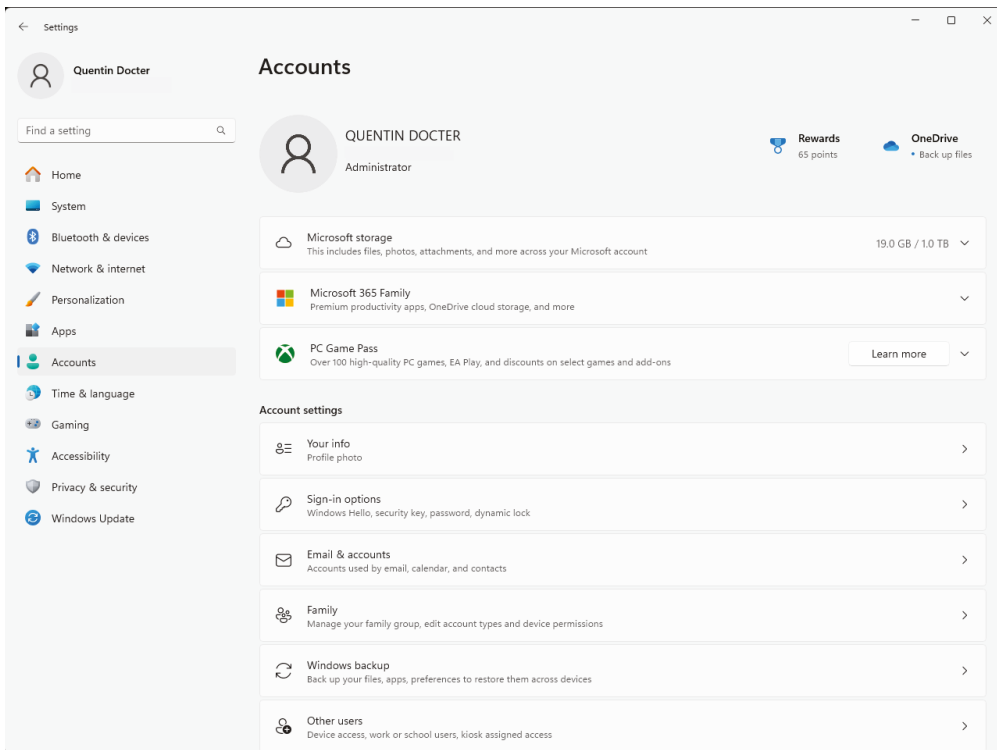 Settings
Quentin Docter
Find a setting
Home
System
Bluetooth & devices
Network & internet
Personalization
Apps
Accounts
Time & language
Gaming
Accessibility
Privacy & security
Windows Update
Accounts
QUENTIN DOCTER
Administrator
Rewards
65 points
OneDrive
• Back up files
Microsoft storage
This includes files, photos, attachments, and more across your Microsoft account
19.0 GB / 1.0 TB
Microsoft 365 Family
Premium productivity apps, OneDrive cloud storage, and more
PC Game Pass
Over 100 high-quality PC games, EA Play, and discounts on select games and add-ons
Learn more
Account settings
Your info
Profile photo
Sign-in options
Windows Hello, security key, password, dynamic lock
Email & accounts
Accounts used by email, calendar, and contacts
Family
Manage your family group, edit account types and device permissions
Windows backup
Back up your files, apps, preferences to restore them across devices
Other users
Device access, work or school users, kiosk assigned access